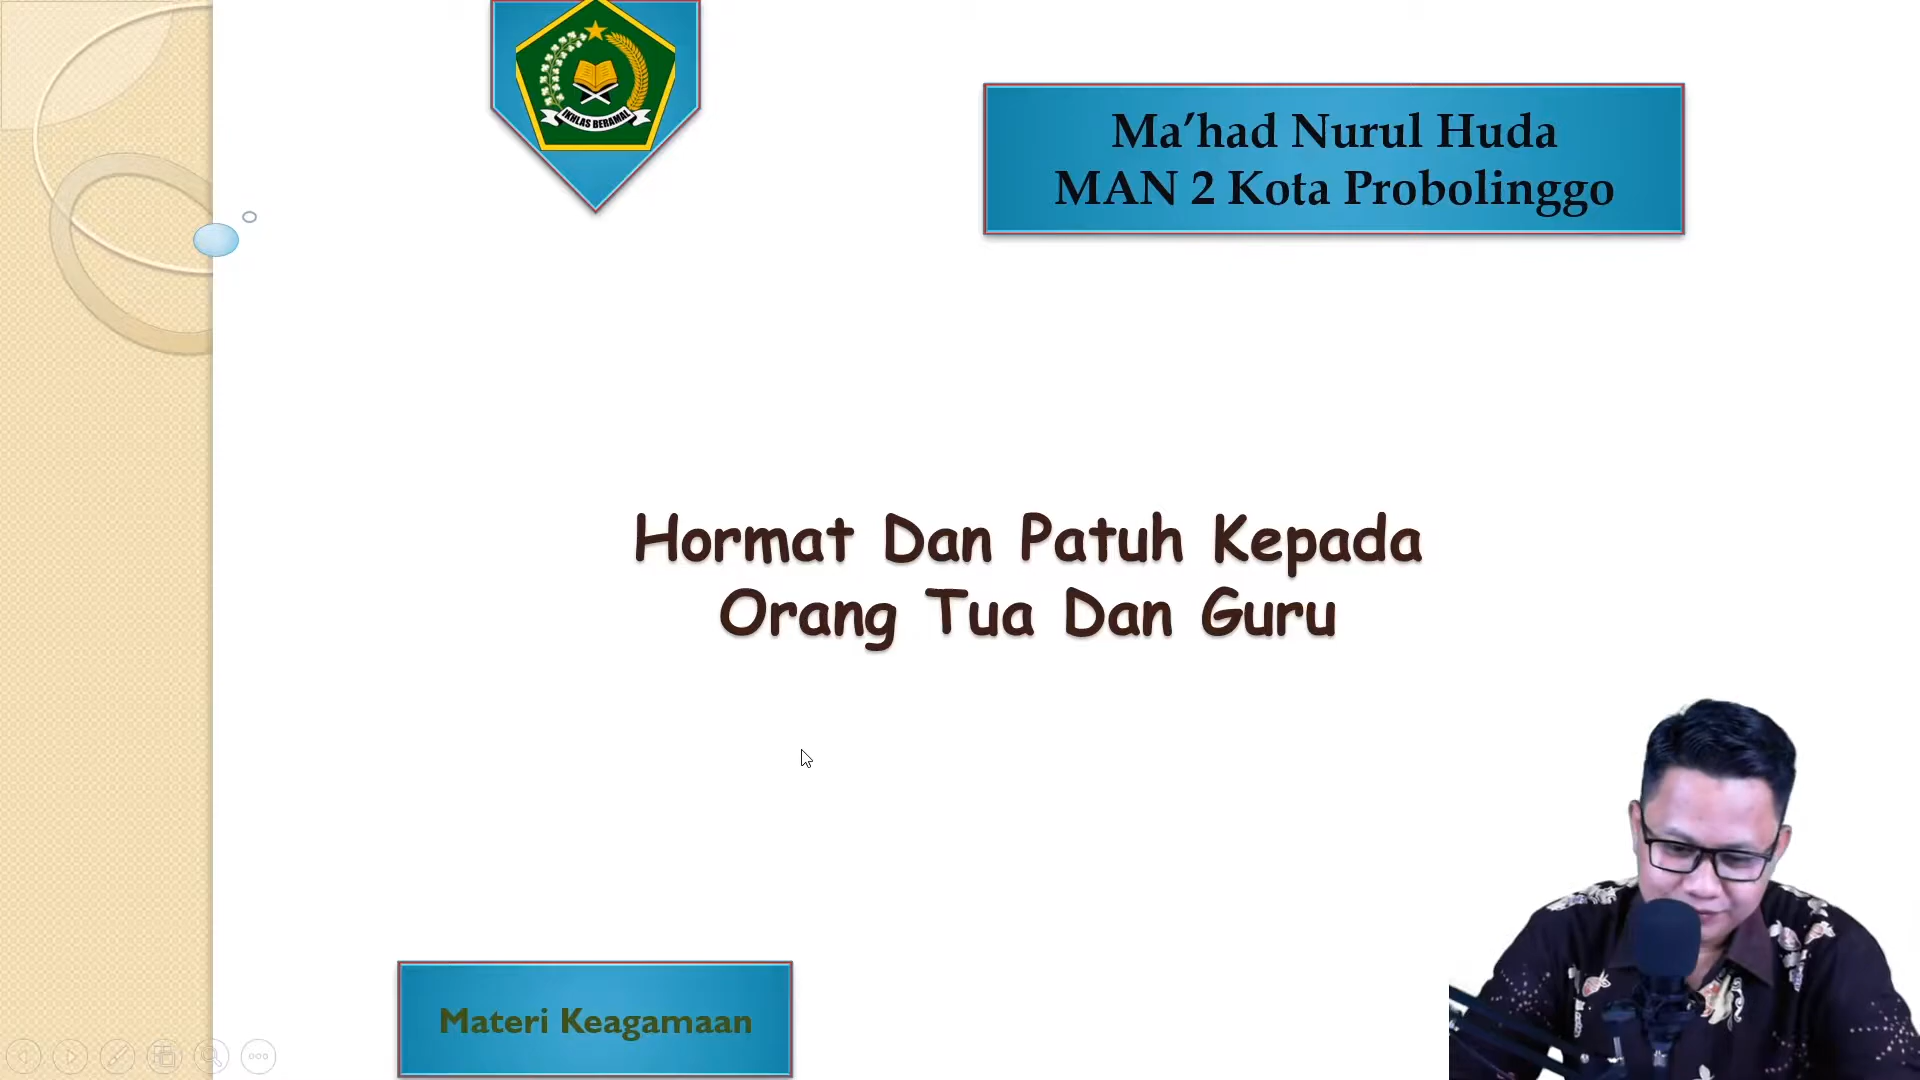 IKHLAS BERAMAL
Ma’had Nurul Huda
MAN 2 Kota Probolinggo
Hormat Dan Patuh Kepada
Orang Tua Dan Guru
Materi Keagamaan